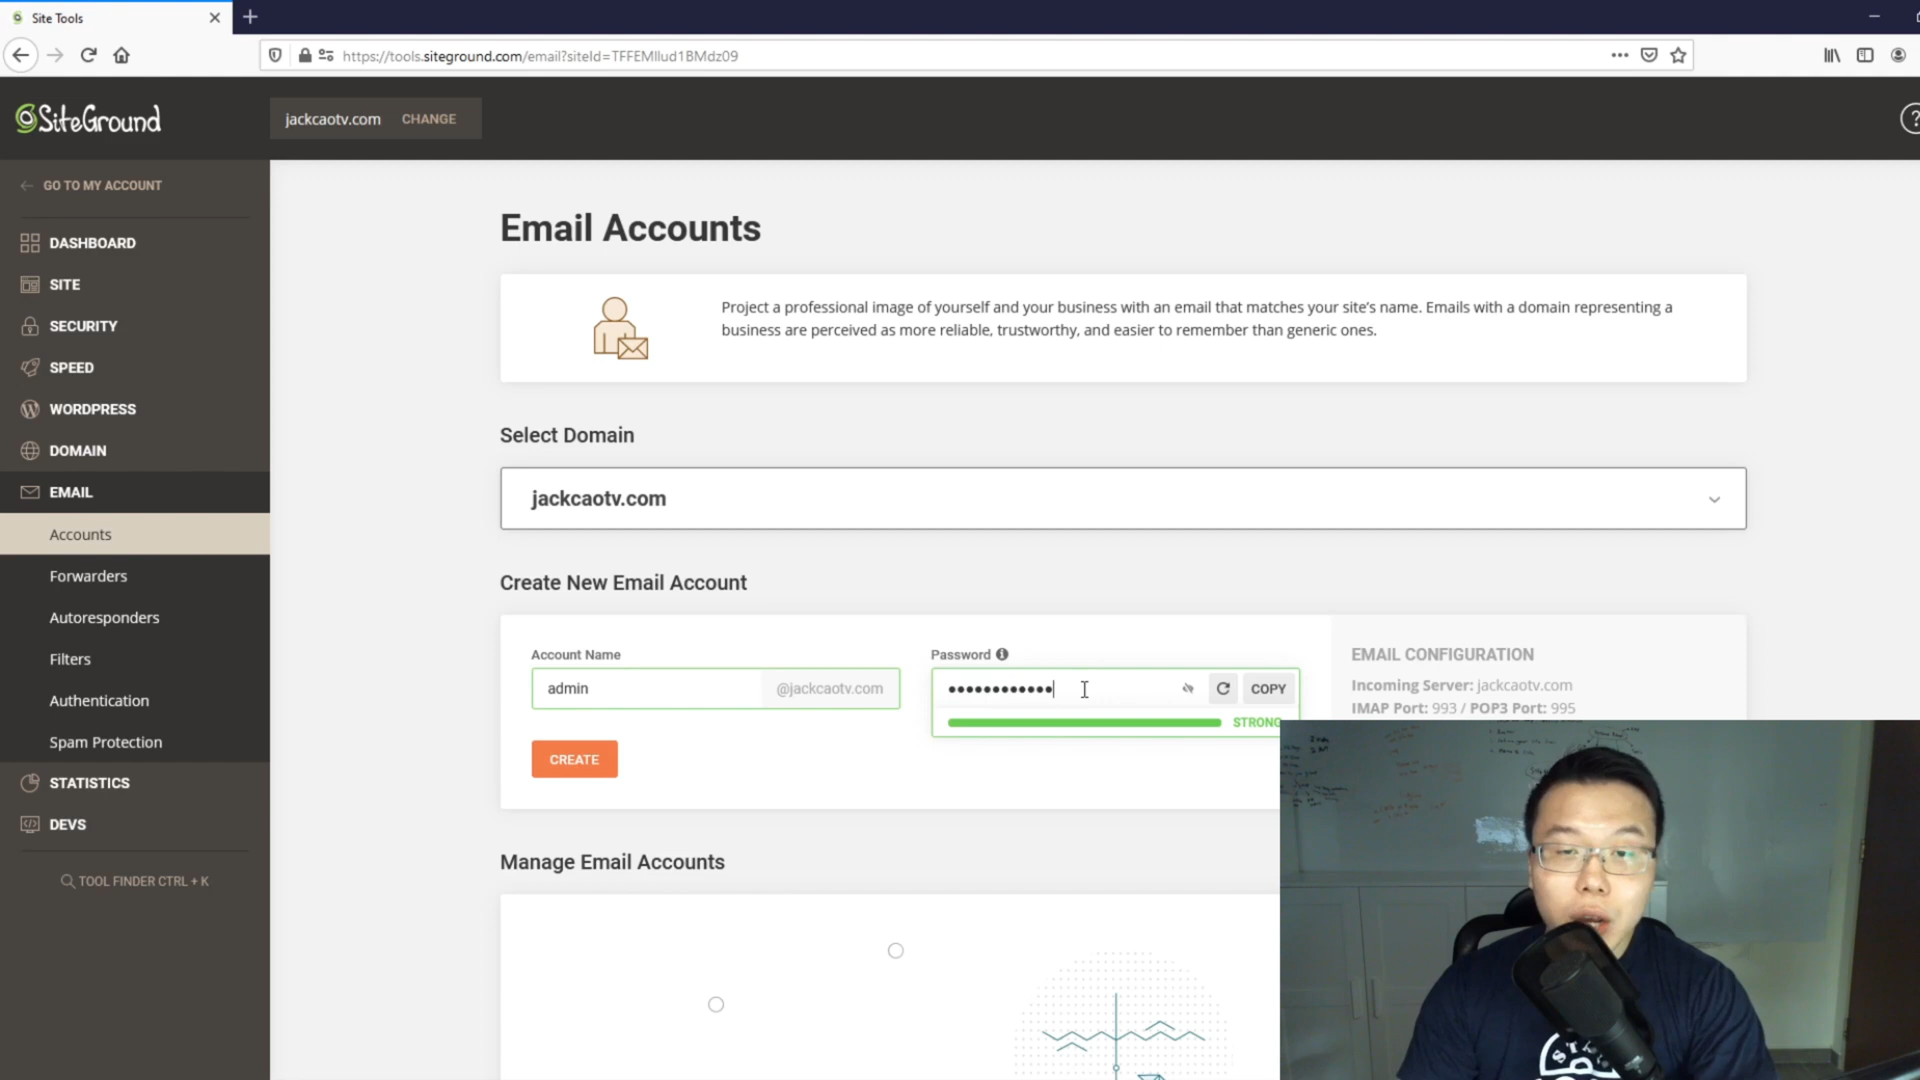 Site Tools
https://tools.siteground.com/email?siteId=TFFEMllud1BMdz09
SiteGround
jackcaotv.com CHANGE
?
GO TO MY ACCOUNT
DASHBOARD
SITE
SECURITY
SPEED
WORDPRESS
DOMAIN
EMAIL
Accounts
Forwarders
Autoresponders
Filters
Authentication
Spam Protection
STATISTICS
DEVS
TOOL FINDER CTRL + K
Email Accounts
Project a professional image of yourself and your business with an email that matches your site's name. Emails with a domain representing a
business are perceived as more reliable, trustworthy, and easier to remember than generic ones.
Select Domain
jackcaotv.com
Create New Email Account
Account Name
admin @jackcaotv.com
CREATE
Password
•••••••••••• COPY
STRONG
EMAIL CONFIGURATION
Incoming Server: jackcaotv.com
IMAP Port: 993 / POP3 Port: 995
Manage Email Accounts